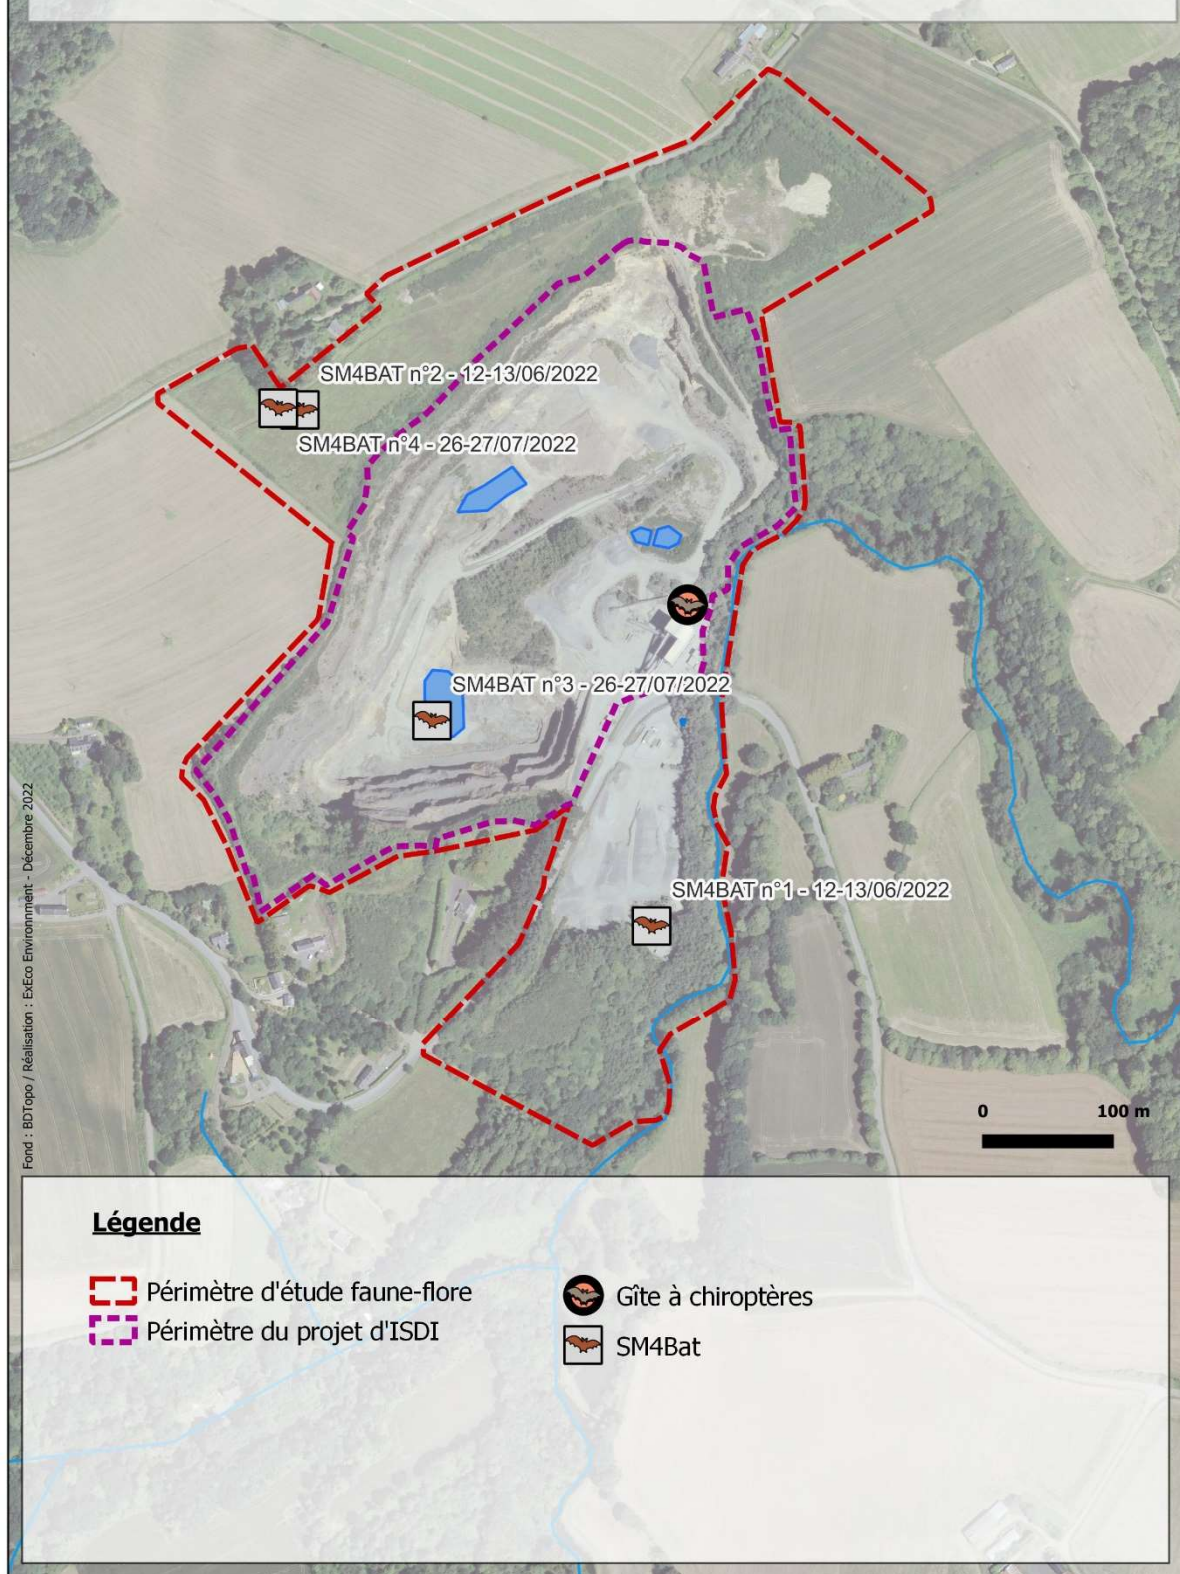 SM4BAT n°2 - 12-13/06/2022
SM4BAT n°4 - 26-27/07/2022
SM4BAT n°3 - 26-27/07/2022
SM4BAT n°1 - 12-13/06/2022
Fond : BDTopo / Réalisation : ExEco Environnment - Décembre 2022
0 100 m
Légende
Périmètre d'étude faune-flore
Périmètre du projet d'ISDI
Gîte à chiroptères
SM4Bat